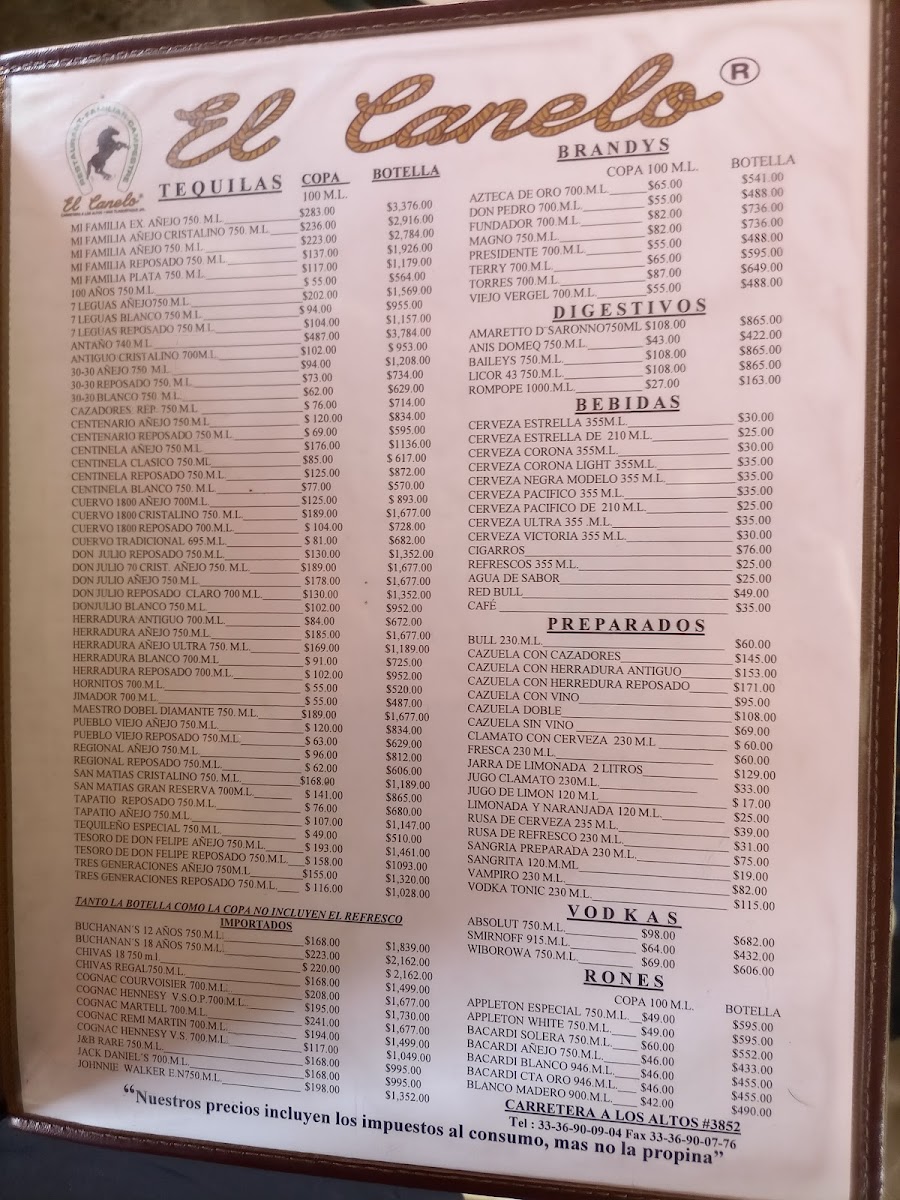 RESTAURANT FAMILIAR CAMPESTRE
El Canelo®
El Canelo ®
TEQUILAS COPA 100 M.L. BOTELLA
MI FAMILIA EX. AÑEJO 750. M.L. $283.00 $3,376.00
MI FAMILIA AÑEJO CRISTALINO 750. M.L. $236.00 $2,916.00
MI FAMILIA AÑEJO 750. M.L $223.00 $2,784.00
MI FAMILIA REPOSADO 750. M.L. $137.00 $1,926.00
MI FAMILIA PLATA 750. M.L. $117.00 $1,179.00
100 AÑOS 750.M.L. $ 55.00 $564.00
7 LEGUAS AÑEJO750 M.L. $202.00 $1,569.00
7 LEGUAS BLANCO 750 M.L. $ 94.00 $955.00
7 LEGUAS REPOSADO 750 M.L. $104.00 $1,157.00
ANTAÑO 740.M.L. $487.00 $3,784.00
ANTIGUO CRISTALINO 700M.L. $102.00 $ 953.00
30-30 AÑEJO 750 M.L. $94.00 $1,208.00
30-30 REPOSADO 750. M.L. $73.00 $734.00
30-30 BLANCO 750 M.L. $62.00 $629.00
CAZADORES REP. 750.M.L. $ 76.00 $714.00
CENTENARIO AÑEJO 750.M.L. $ 120.00 $834.00
CENTENARIO REPOSADO 750 M.L. $ 69.00 $595.00
CENTINELA AÑEJO 750.M.L. $176.00 $1136.00
CENTINELA CLASICO 750.ML. $85.00 $ 617.00
CENTINELA REPOSADO 750.M.L. $125.00 $872.00
CENTINELA BLANCO 750. M.L. $77.00 $570.00
CUERVO 1800 AÑEJO 700M.L. $125.00 $ 893.00
CUERVO 1800 CRISTALINO 750. M.L. $189.00 $1,677.00
CUERVO 1800 REPOSADO 700.M.L. $ 104.00 $728.00
CUERVO TRADICIONAL 695.M.L. $ 81.00 $682.00
DON JULIO REPOSADO 750.M.L. $130.00 $1,352.00
DON JULIO 70 CRIST. AÑEJO 750. M.L. $189.00 $1,677.00
DON JULIO AÑEJO 750.M.L. $178.00 $1,677.00
DON JULIO REPOSADO CLARO 700 M.L. $130.00 $1,352.00
DONJULIO BLANCO 750.M.L. $102.00 $952.00
HERRADURA ANTIGUO 700.M.L. $84.00 $672.00
HERRADURA AÑEJO 750.M.L. $185.00 $1,677.00
HERRADURA AÑEJO ULTRA 750. M.L. $169.00 $1,189.00
HERRADURA BLANCO 700.M.L. $ 91.00 $725.00
HERRADURA REPOSADO 700.M.L. $ 102.00 $952.00
HORNITOS 700.M.L. $ 55.00 $520.00
JIMADOR 700.M.L. $ 55.00 $487.00
MAESTRO DOBEL DIAMANTE 750. M.L. $189.00 $1,677.00
PUEBLO VIEJO AÑEJO 750.M.L. $ 120.00 $834.00
PUEBLO VIEJO REPOSADO 750.M.L. $ 63.00 $629.00
REGIONAL AÑEJO 750.M.L. $ 96.00 $812.00
REGIONAL REPOSADO 750.M.L. $ 62.00 $606.00
SAN MATIAS CRISTALINO 750. M.L. $168.00 $1,189.00
SAN MATIAS GRAN RESERVA 700M.L. $ 141.00 $865.00
TAPATIO REPOSADO 750.M.L. $ 76.00 $680.00
TAPATIO AÑEJO 750.M.L. $ 107.00 $1,147.00
TEQUILEÑO ESPECIAL 750.M.L. $ 49.00 $510.00
TESORO DE DON FELIPE AÑEJO 750.M.L. $ 193.00 $1,461.00
TESORO DE DON FELIPE REPOSADO 750.M.L. $ 158.00 $1093.00
TRES GENERACIONES AÑEJO 750M.L. $155.00 $1,320.00
TRES GENERACIONES REPOSADO 750.M.L. $ 116.00 $1,028.00
TANTO LA BOTELLA COMO LA COPA NO INCLUYEN EL REFRESCO
IMPORTADOS
BUCHANAN´S 12 AÑOS 750.M.L. $168.00 $1,839.00
BUCHANAN´S 18 AÑOS 750.M.L. $223.00 $2,162.00
CHIVAS 18 750 m.l. $ 220.00 $ 2,162.00
CHIVAS REGAL.750.M.L. $168.00 $1,499.00
COGNAC COURVOISIER 700.M.L. $208.00 $1,677.00
COGNAC HENNESY V.S.O.P.700M.L. $195.00 $1,730.00
COGNAC MARTELL 700.M.L. $241.00 $1,677.00
COGNAC REMI MARTIN 700.M.L. $194.00 $1,499.00
COGNAC HENNESY V.S. 700.M.L. $117.00 $1,049.00
J&B RARE 750.M.L. $168.00 $995.00
JACK DANIEL´S 700.M.L. $168.00 $995.00
JOHNNIE WALKER E.N750.M.L. $198.00 $1,352.00
BRANDYS
COPA 100 M.L. BOTELLA
AZTECA DE ORO 700.M.L. $65.00 $541.00
DON PEDRO 700.M.L. $55.00 $488.00
FUNDADOR 700.M.L. $82.00 $736.00
MAGNO 750.M.L. $82.00 $736.00
PRESIDENTE 700.M.L. $55.00 $488.00
TERRY 700.M.L. $65.00 $595.00
TORRES 700.M.L. $87.00 $649.00
VIEJO VERGEL 700.M.L. $55.00 $488.00
DIGESTIVOS
AMARETTO D´SARONNO750ML $108.00 $865.00
ANIS DOMEQ 750.M.L. $43.00 $422.00
BAILEYS 750.M.L. $108.00 $865.00
LICOR 43 750.M.L. $108.00 $865.00
ROMPOPE 1000.M.L. $27.00 $163.00
BEBIDAS
CERVEZA ESTRELLA 355M.L. $30.00
CERVEZA ESTRELLA DE 210 M.L. $25.00
CERVEZA CORONA 355M.L. $30.00
CERVEZA CORONA LIGHT 355M.L. $35.00
CERVEZA NEGRA MODELO 355 M.L. $35.00
CERVEZA PACIFICO 355 M.L. $35.00
CERVEZA PACIFICO DE 210 M.L. $25.00
CERVEZA ULTRA 355 .M.L. $35.00
CERVEZA VICTORIA 355 M.L. $30.00
CIGARROS $76.00
REFRESCOS 355 M.L. $25.00
AGUA DE SABOR $25.00
RED BULL $49.00
CAFÉ $35.00
PREPARADOS
BULL 230.M.L. $60.00
CAZUELA CON CAZADORES $145.00
CAZUELA CON HERRADURA ANTIGUO $153.00
CAZUELA CON HERREDURA REPOSADO $171.00
CAZUELA CON VINO $95.00
CAZUELA DOBLE $108.00
CAZUELA SIN VINO $69.00
CLAMATO CON CERVEZA 230 M.L $ 60.00
FRESCA 230 M.L. $60.00
JARRA DE LIMONADA 2 LITROS $129.00
JUGO CLAMATO 230M.L. $33.00
JUGO DE LIMON 120 M.L. $ 17.00
LIMONADA Y NARANJADA 120 M.L. $25.00
RUSA DE CERVEZA 235 M.L. $39.00
RUSA DE REFRESCO 230 M.L. $31.00
SANGRIA PREPARADA 230 M.L. $75.00
SANGRITA 120.M.ML $19.00
VAMPIRO 230 M.L. $82.00
VODKA TONIC 230 M.L. $115.00
VODKAS
ABSOLUT 750.M.L. $98.00 $682.00
SMIRNOFF 915.M.L. $64.00 $432.00
WIBOROWA 750.M.L. $69.00 $606.00
RONES
COPA 100 M.L. BOTELLA
APPLETON ESPECIAL 750.M.L. $49.00 $595.00
APPLETON WHITE 750.M.L. $49.00 $595.00
BACARDI SOLERA 750.M.L. $60.00 $552.00
BACARDI AÑEJO 750.M.L. $46.00 $433.00
BACARDI BLANCO 946.M.L. $46.00 $455.00
BACARDI CTA ORO 946.M.L. $46.00 $455.00
BLANCO MADERO 900.M.L. $42.00 $490.00
CARRETERA A LOS ALTOS #3852
Tel : 33-36-90-09-04 Fax 33-36-90-07-76
“Nuestros precios incluyen los impuestos al consumo, mas no la propina”